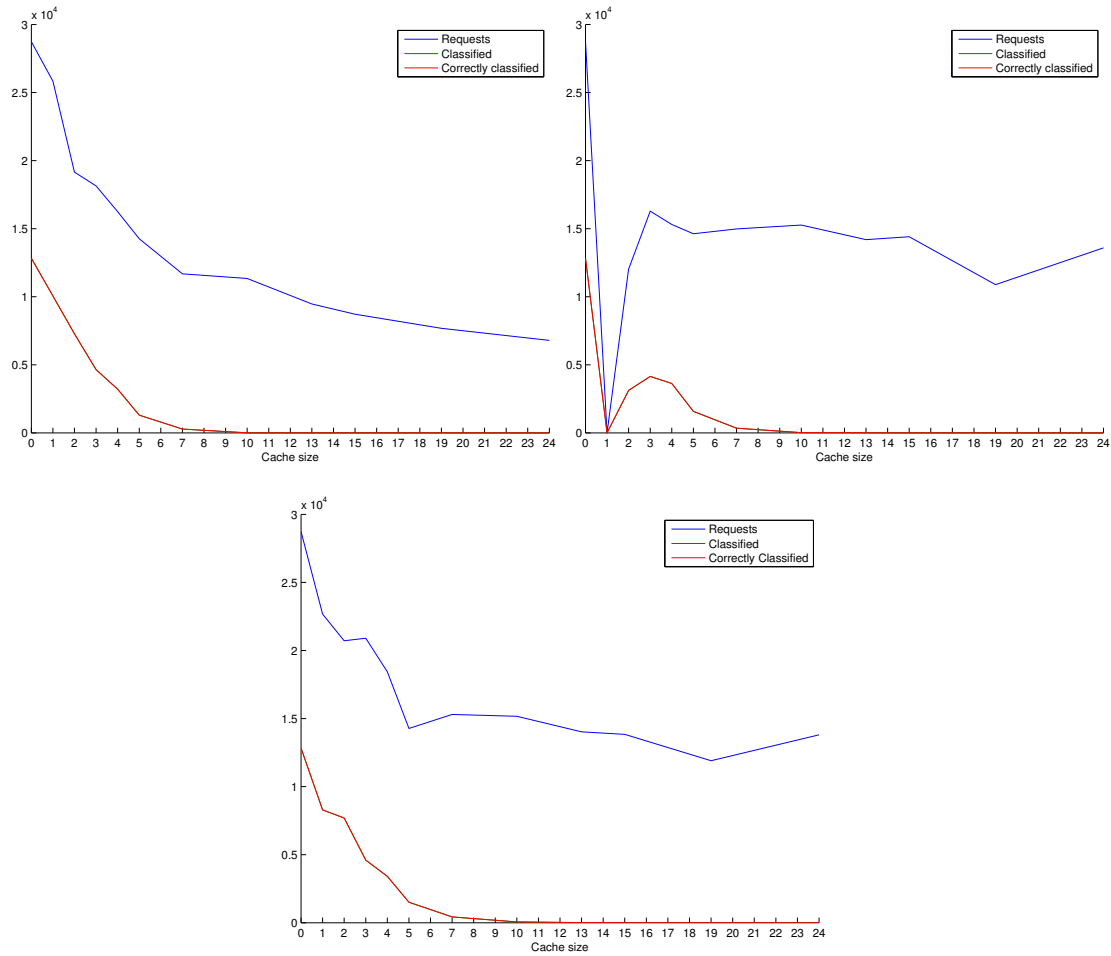 x 10^4
3
2.5
2
1.5
1
0.5
0
0 1 2 3 4 5 6 7 8 9 10 11 12 13 14 15 16 17 18 19 20 21 22 23 24
Cache size
Requests
Classified
Correctly classified
x 10^4
3
2.5
2
1.5
1
0.5
0
0 1 2 3 4 5 6 7 8 9 10 11 12 13 14 15 16 17 18 19 20 21 22 23 24
Cache size
Requests
Classified
Correctly classified
x 10^4
3
2.5
2
1.5
1
0.5
0
0 1 2 3 4 5 6 7 8 9 10 11 12 13 14 15 16 17 18 19 20 21 22 23 24
Cache size
Requests
Classified
Correctly Classified